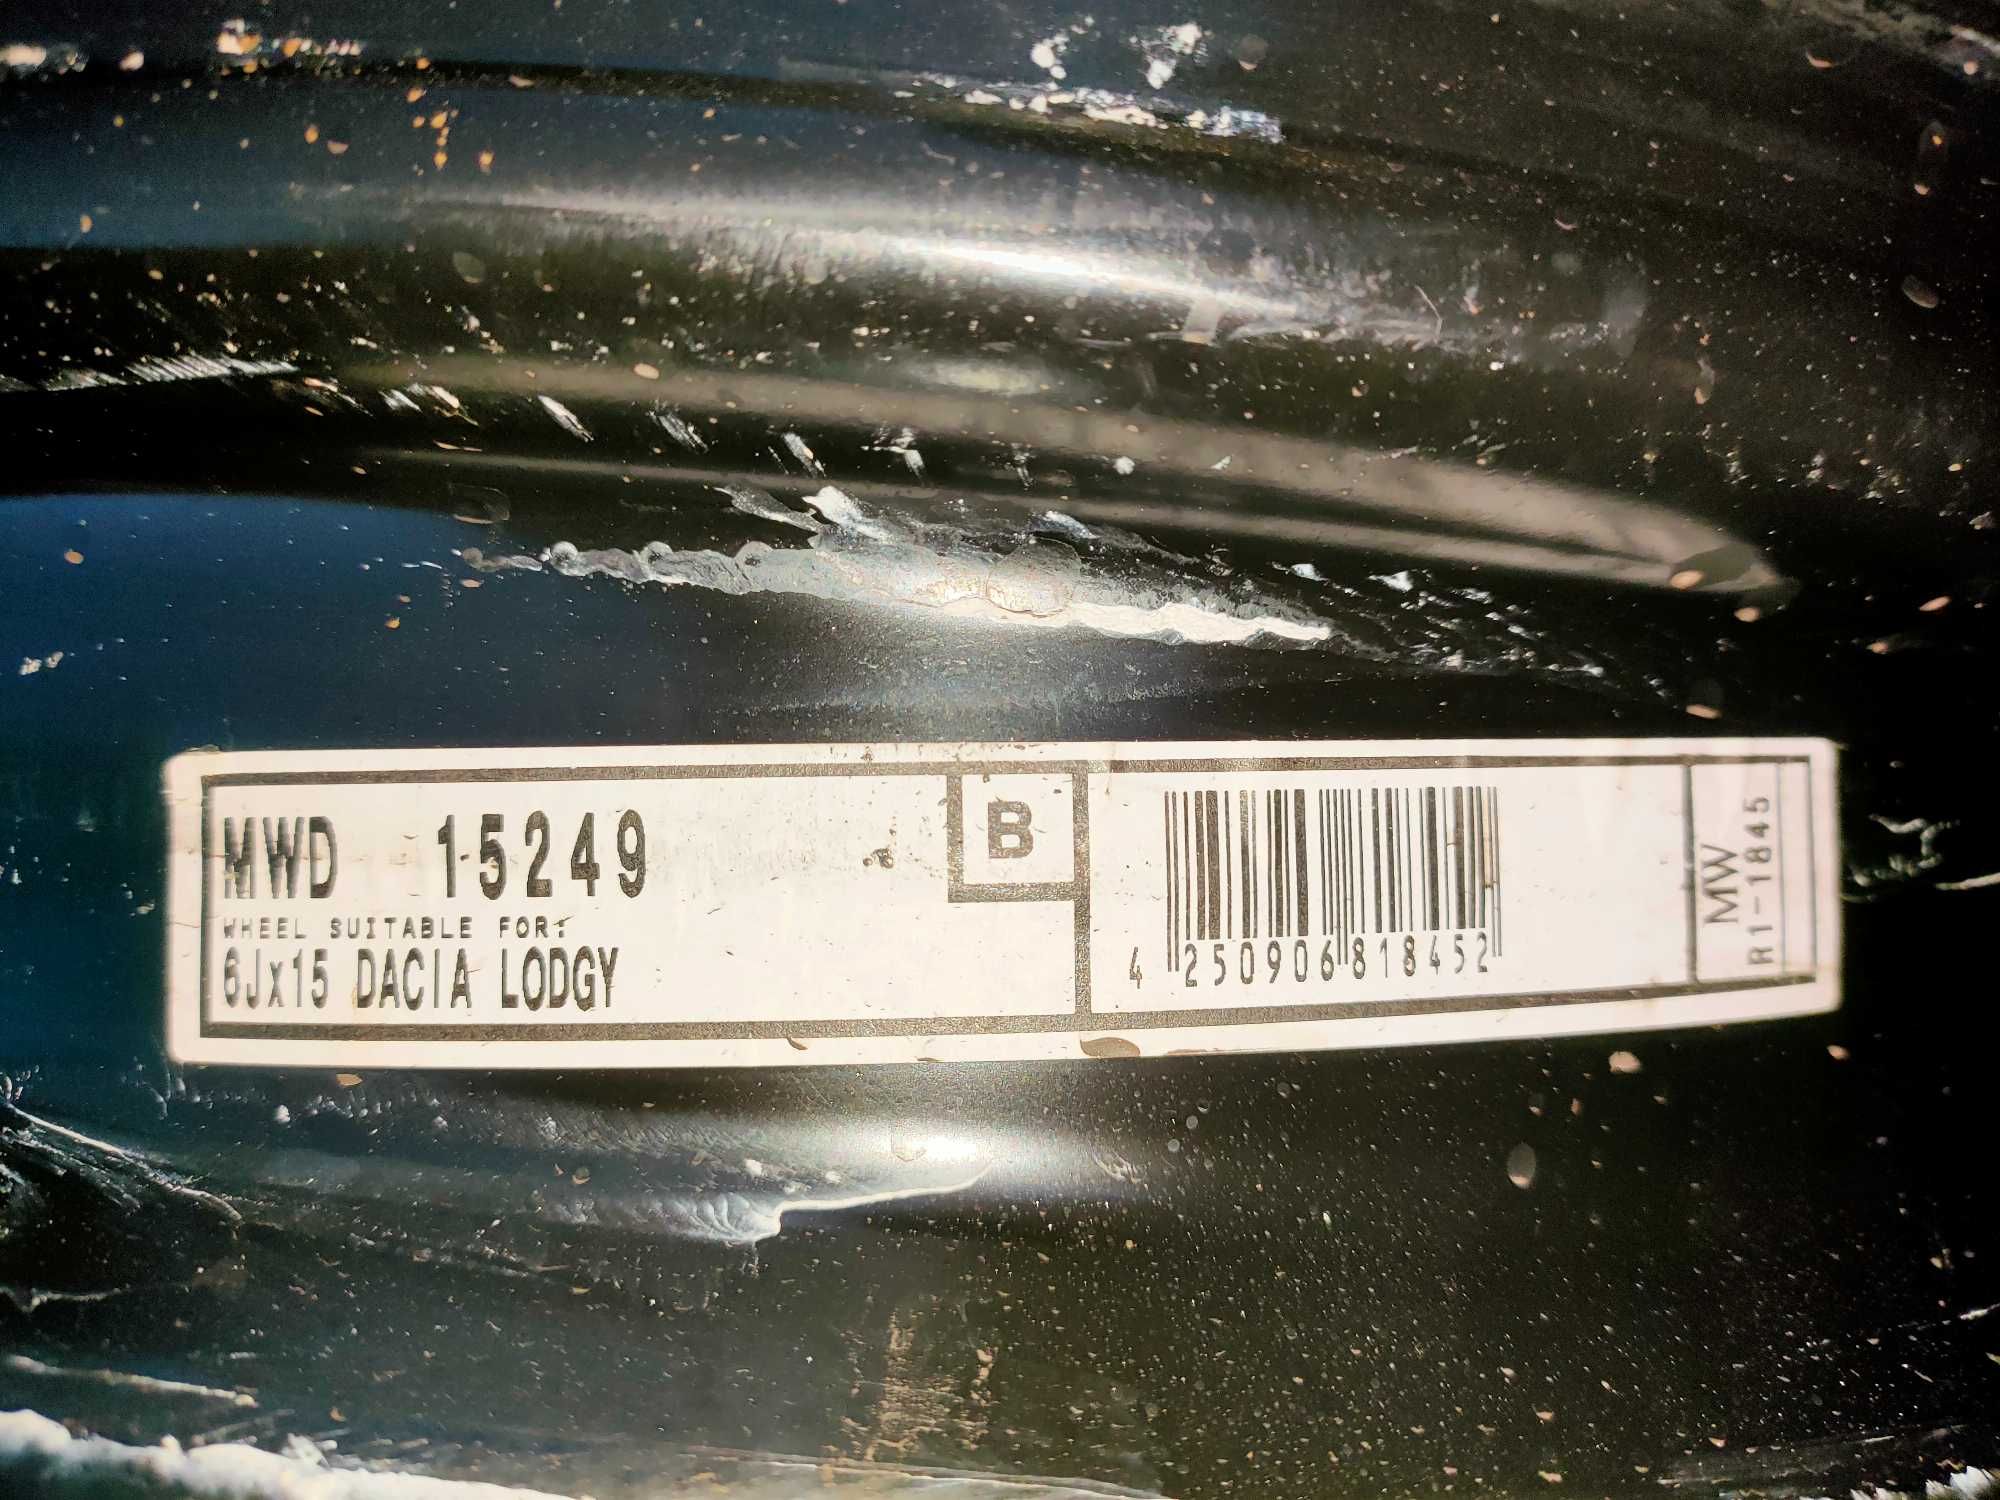 MWD 15249
WHEEL SUITABLE FOR:
6Jx15 DACIA LODGY
B
4 250906 818452
MW
R1-1845